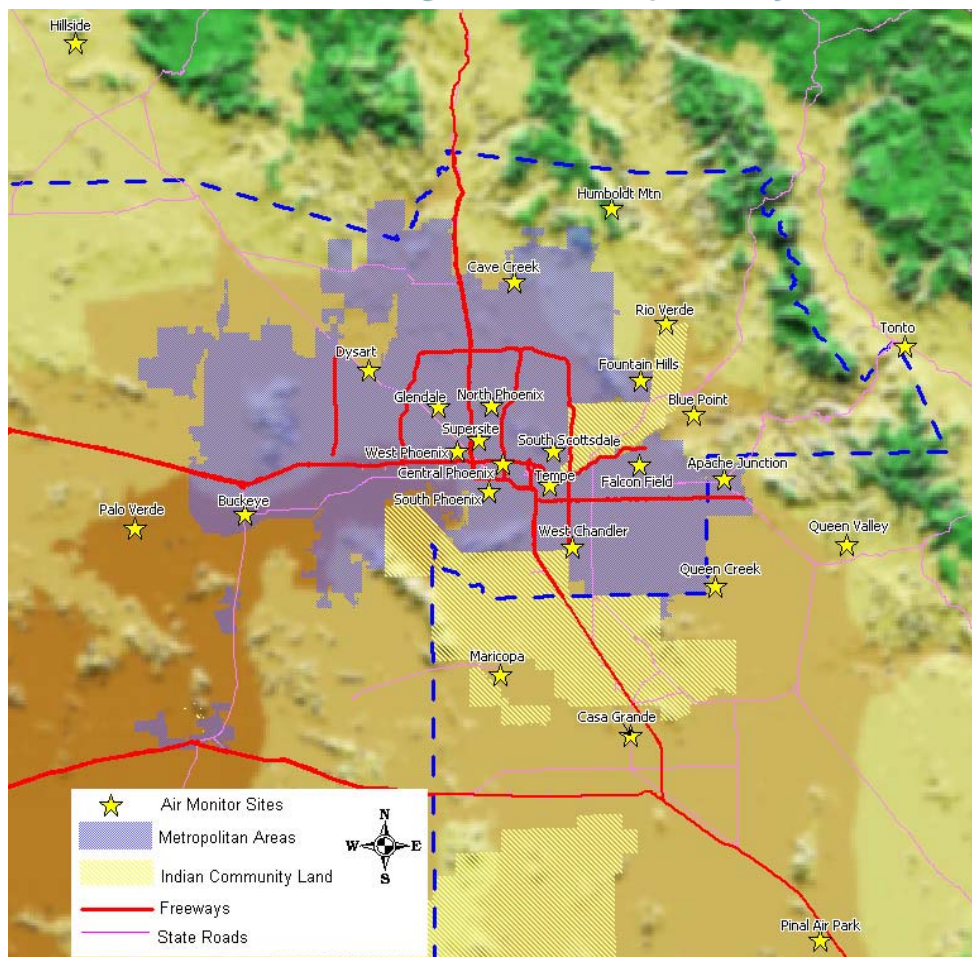 Hillside
Humboldt Mtn
Cave Creek
Rio Verde
Tonto
Dysart
Fountain Hills
Glendale
North Phoenix
Blue Point
Supersite
South Scottsdale
West Phoenix
Central Phoenix
Tempe
Falcon Field
Apache Junction
South Phoenix
Buckeye
Palo Verde
West Chandler
Queen Valley
Queen Creek
Maricopa
Casa Grande
Air Monitor Sites
Metropolitan Areas
Indian Community Land
Freeways
State Roads
N
W E
S
Pinal Air Park